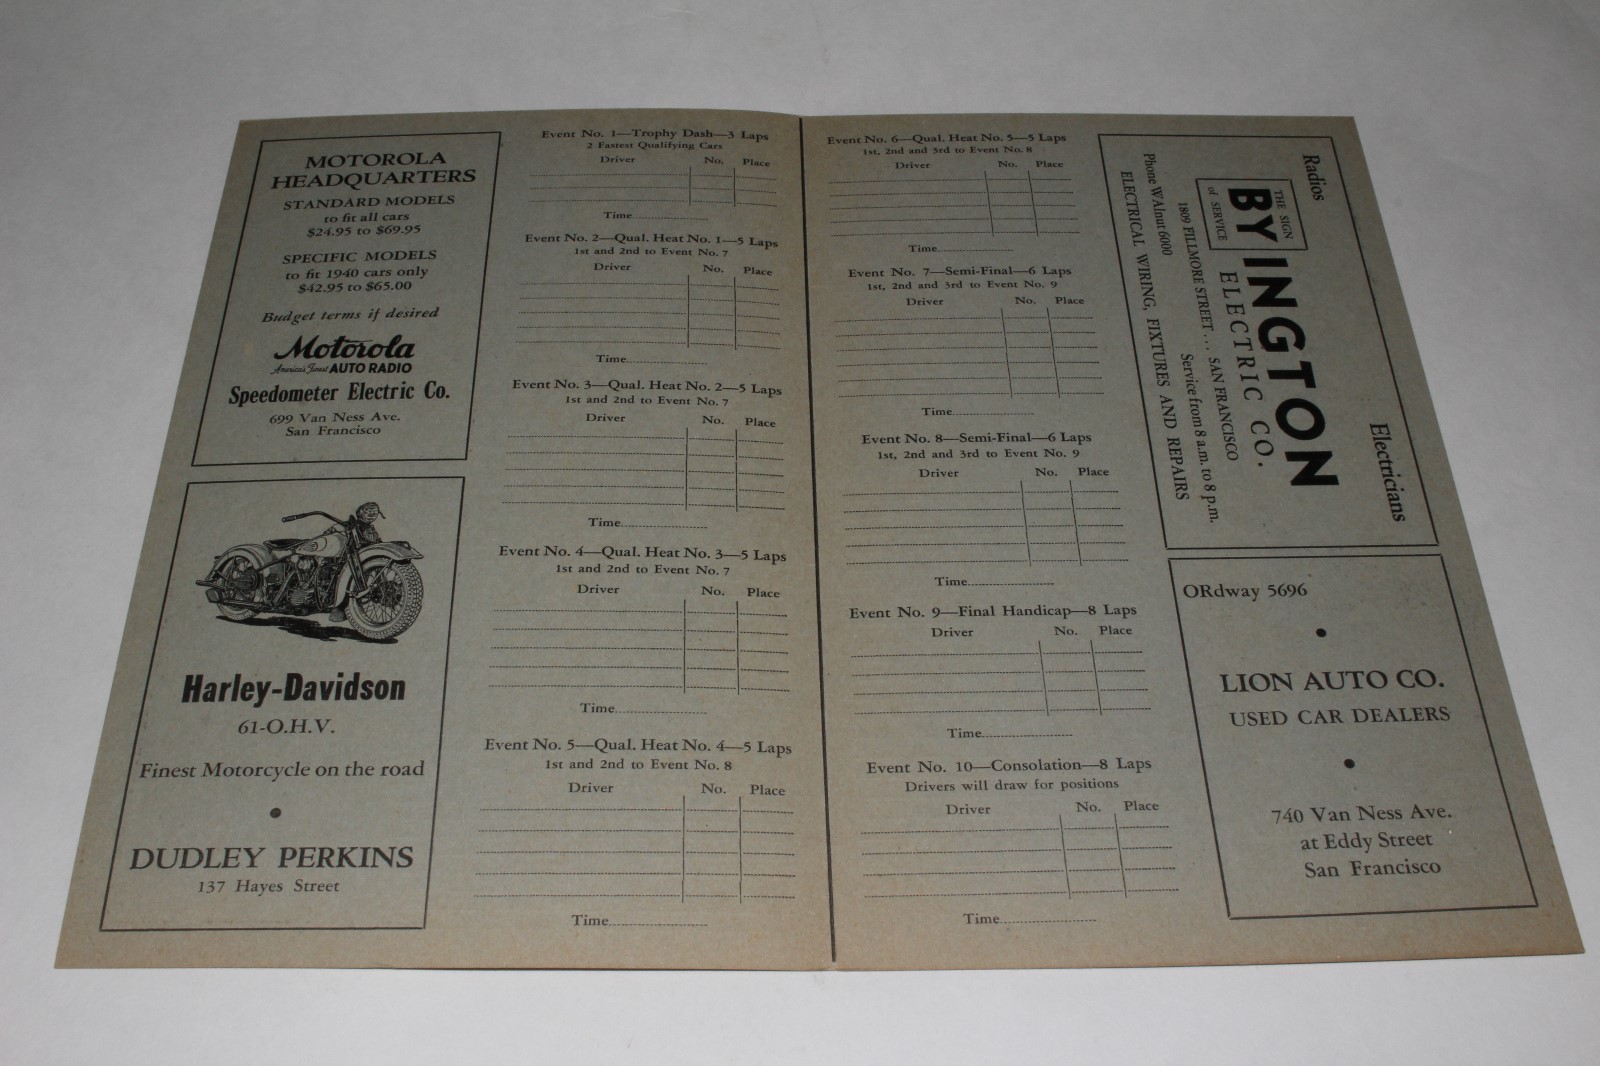 MOTOROLA
HEADQUARTERS
STANDARD MODELS
to fit all cars
$24.95 to $69.95
SPECIFIC MODELS
to fit 1940 cars only
$42.95 to $65.00
Budget terms if desired
Motorola
America's Finest AUTO RADIO
Speedometer Electric Co.
699 Van Ness Ave.
San Francisco
Harley-Davidson
61-O.H.V.
Finest Motorcycle on the road
DUDLEY PERKINS
137 Hayes Street
Event No. 1—Trophy Dash—3 Laps
2 Fastest Qualifying Cars
Driver No. Place
Time
Event No. 2—Qual. Heat No. 1—5 Laps
1st and 2nd to Event No. 7
Driver No. Place
Time
Event No. 3—Qual. Heat No. 2—5 Laps
1st and 2nd to Event No. 7
Driver No. Place
Time
Event No. 4—Qual. Heat No. 3—5 Laps
1st and 2nd to Event No. 7
Driver No. Place
Time
Event No. 5—Qual. Heat No. 4—5 Laps
1st and 2nd to Event No. 8
Driver No. Place
Time
Event No. 6—Qual. Heat No. 5—5 Laps
1st, 2nd and 3rd to Event No. 8
Driver No. Place
Time
Event No. 7—Semi-Final—6 Laps
1st, 2nd and 3rd to Event No. 9
Driver No. Place
Time
Event No. 8—Semi-Final—6 Laps
1st, 2nd and 3rd to Event No. 9
Driver No. Place
Time
Event No. 9—Final Handicap—8 Laps
Driver No. Place
Time
Event No. 10—Consolation—8 Laps
Drivers will draw for positions
Driver No. Place
Time
Radios Electricians
THE SIGN
BYINGTON
of SERVICE
ELECTRIC CO.
1809 FILLMORE STREET... SAN FRANCISCO
Phone WAlnut 6000 Service from 8 a.m. to 8 p.m.
ELECTRICAL WIRING, FIXTURES AND REPAIRS
ORdway 5696
LION AUTO CO.
USED CAR DEALERS
740 Van Ness Ave.
at Eddy Street
San Francisco